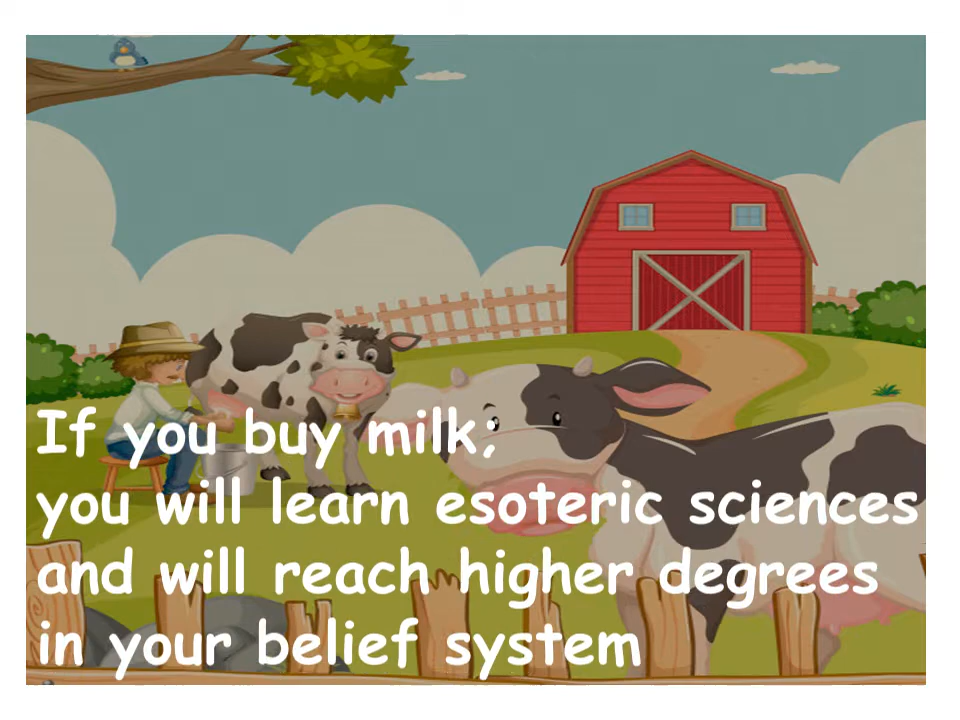 If you buy milk;
you will learn esoteric sciences
and will reach higher degrees
in your belief system